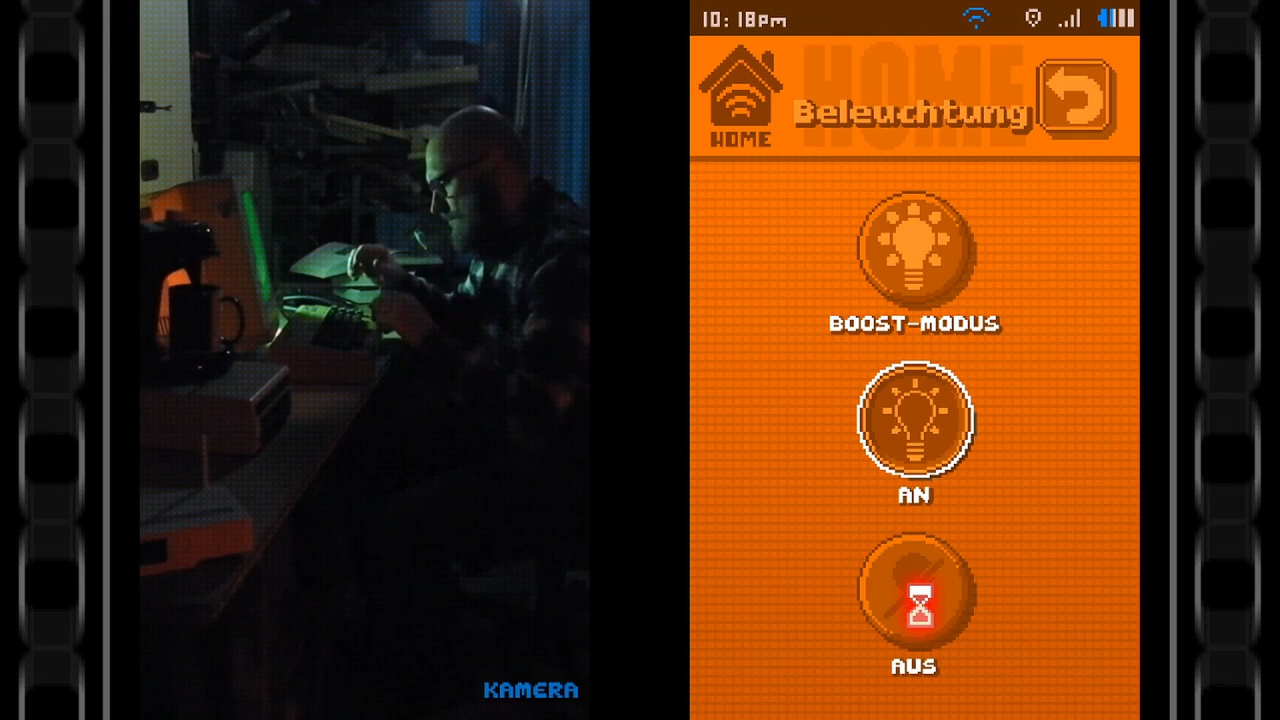 KAMERA
10:18pm
HOME
HOME
Beleuchtung
BOOST-MODUS
AN
AUS